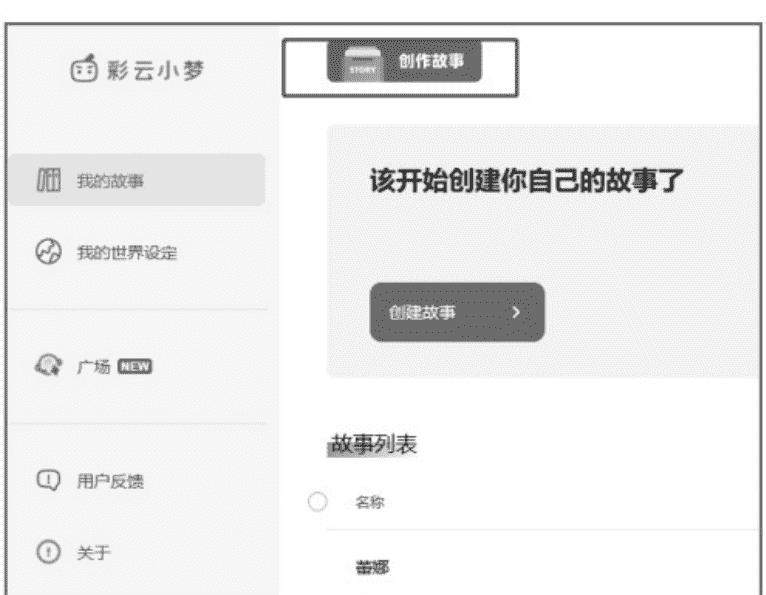 彩云小梦
我的故事
我的世界设定
广场 NEW
用户反馈
关于
STORY 创作故事
该开始创建你自己的故事了
创建故事
故事列表
名称
蕾娜